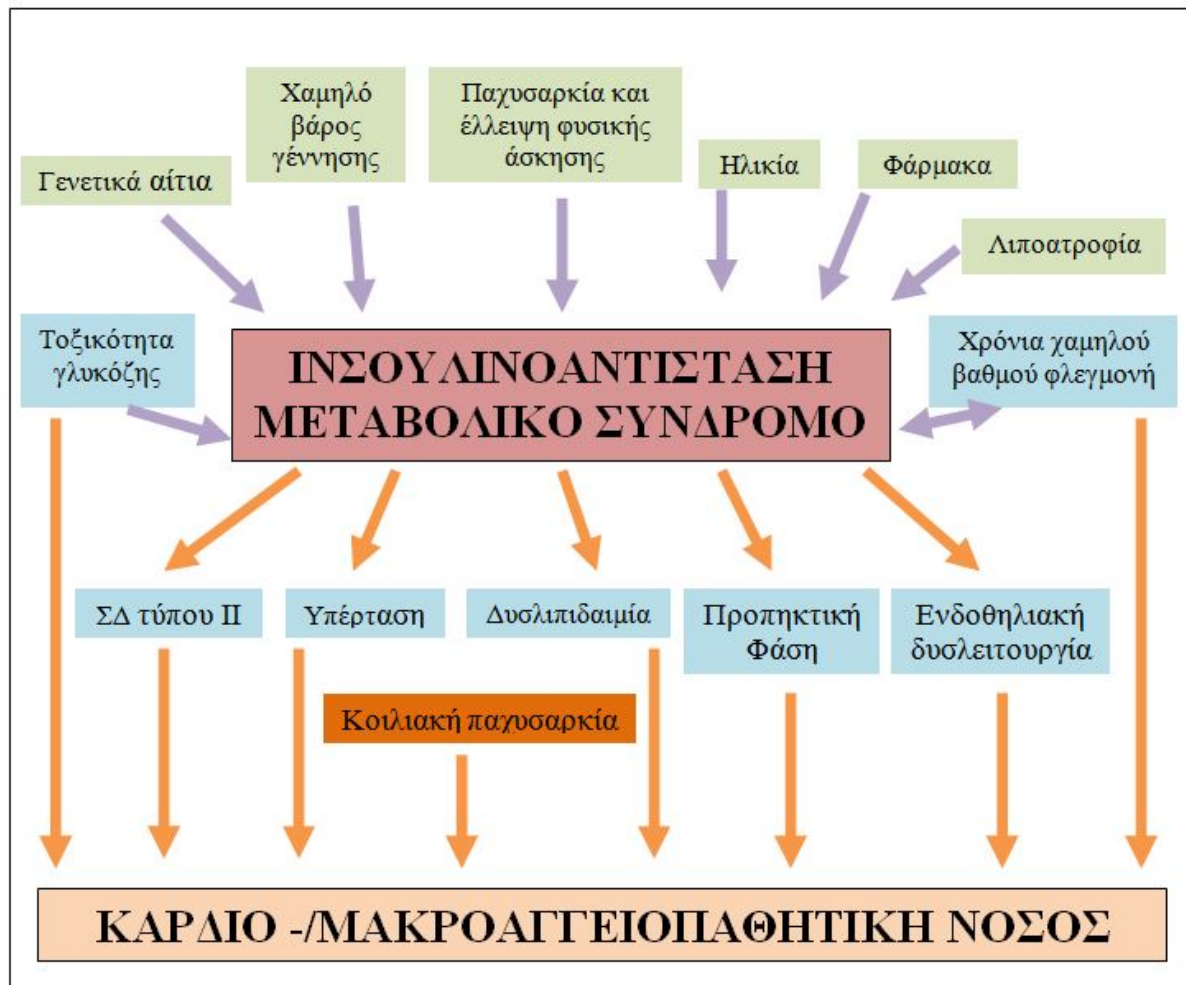 Χαμηλό
βάρος
γέννησης
Παχυσαρκία και
έλλειψη φυσικής
άσκησης
Ηλικία
Φάρμακα
Γενετικά αίτια
Λιποατροφία
Τοξικότητα
γλυκόζης
ΙΝΣΟΥΛΙΝΟΑΝΤΙΣΤΑΣΗ
ΜΕΤΑΒΟΛΙΚΟ ΣΥΝΔΡΟΜΟ
Χρόνια χαμηλού
βαθμού φλεγμονή
ΣΔ τύπου ΙΙ
Υπέρταση
Δυσλιπιδαιμία
Προπηκτική
Φάση
Ενδοθηλιακή
δυσλειτουργία
Κοιλιακή παχυσαρκία
ΚΑΡΔΙΟ -/ΜΑΚΡΟΑΓΓΕΙΟΠΑΘΗΤΙΚΗ ΝΟΣΟΣ